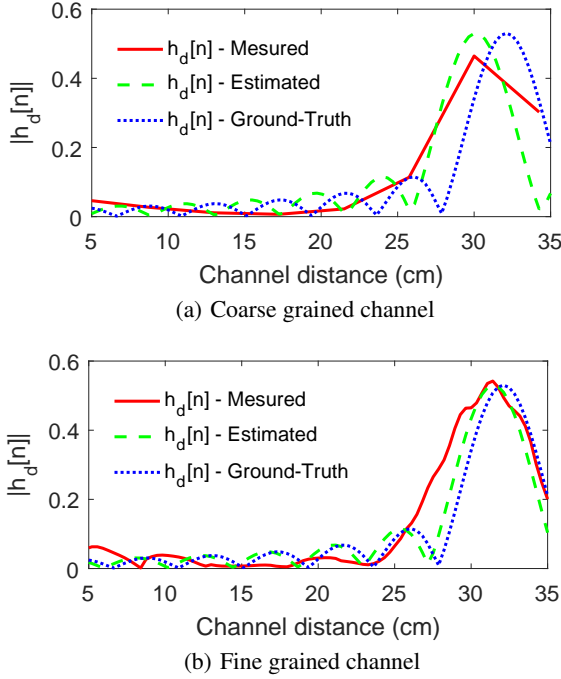 0.6
0.4
0.2
0
|h_d[n]|
h_d[n] - Mesured
h_d[n] - Estimated
h_d[n] - Ground-Truth
5 10 15 20 25 30 35
Channel distance (cm)
(a) Coarse grained channel
0.6
0.4
0.2
0
|h_d[n]|
h_d[n] - Mesured
h_d[n] - Estimated
h_d[n] - Ground-Truth
5 10 15 20 25 30 35
Channel distance (cm)
(b) Fine grained channel